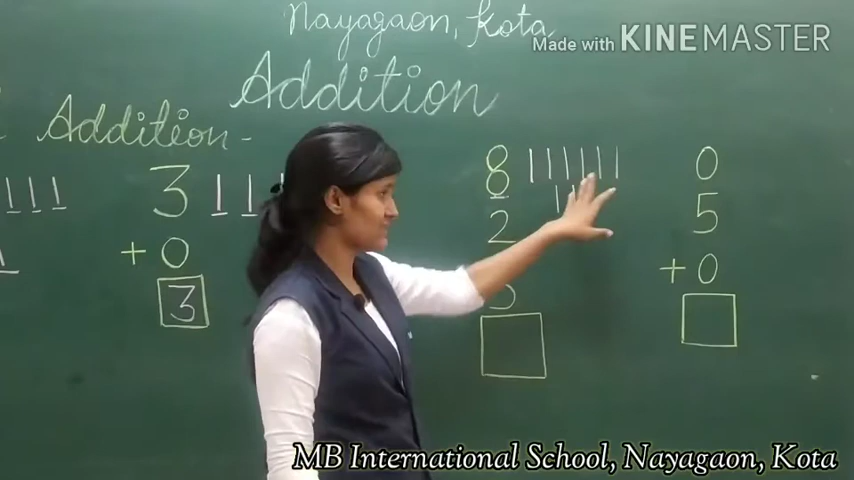 Nayagaon, Kota
Made with KINEMASTER
Addition
Addition -
3
+ 0
3
8
2
0
5
+ 0
MB International School, Nayagaon, Kota